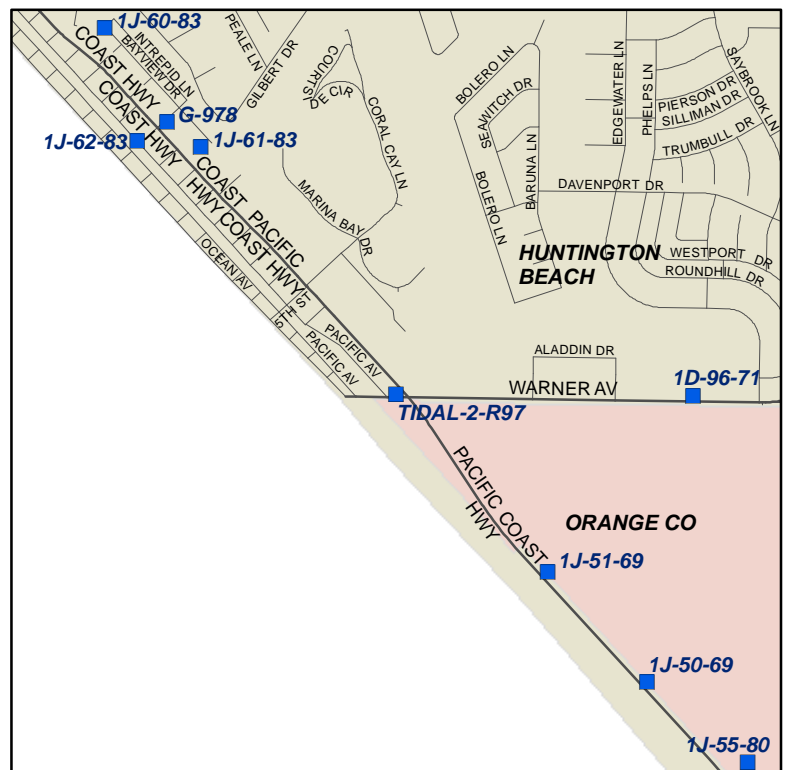 1J-60-83
COAST HWY
INTREPID LN
BAYVIEW DR
PEALE LN
GILBERT DR
COURTS
DE CIR
CORAL CAY LN
BOLERO LN
SEAWITCH DR
BARUNA LN
BOLERO LN
EDGEWATER LN
PHELPS LN
SAYBROOK LN
PIERSON DR
SILLIMAN DR
TRUMBULL DR
G-978
1J-62-83
1J-61-83
COAST HWY
HWY
COAST HWY
COAST PACIFIC
MARINA BAY DR
DAVENPORT DR
OCEAN AV
HUNTINGTON
BEACH
WESTPORT DR
ROUNDHILL DR
5TH ST
PACIFIC AV
PACIFIC AV
ALADDIN DR
WARNER AV
1D-96-71
TIDAL-2-R97
PACIFIC COAST
HWY
ORANGE CO
1J-51-69
1J-50-69
1J-55-80